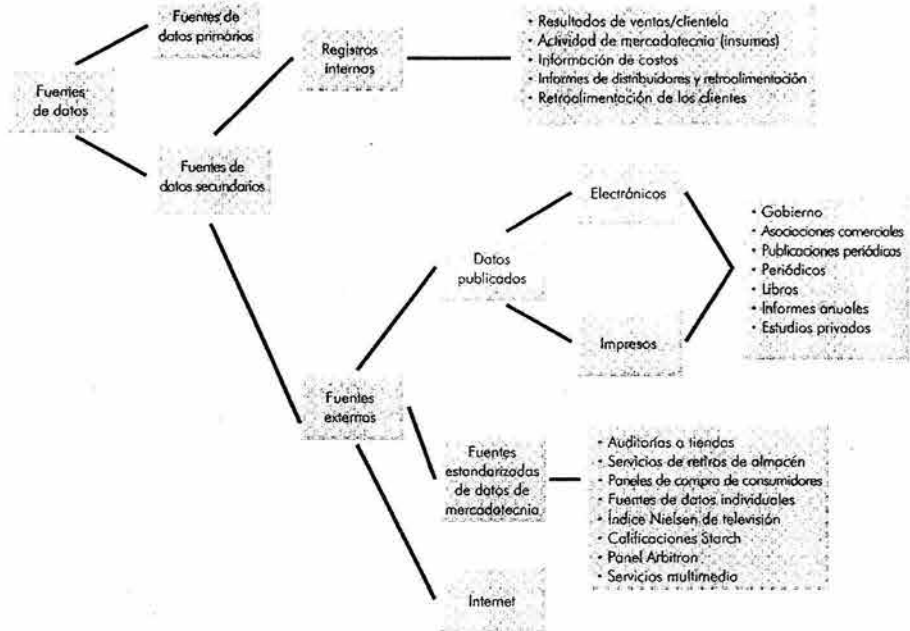 Fuentes de
datos primarios
Fuentes
de datos
Fuentes de
datos secundarios
Registros
internos
• Resultados de ventas/clientela
• Actividad de mercadotecnia (insumos)
• Información de costos
• Informes de distribuidores y retroalimentación
• Retroalimentación de los clientes
Electrónicos
Datos
publicados
Impresos
• Gobierno
• Asociaciones comerciales
• Publicaciones periódicas
• Periódicos
• Libros
• Informes anuales
• Estudios privados
Fuentes
externas
Fuentes
estandarizadas
de datos de
mercadotecnia
• Auditorías a tiendas
• Servicios de retiros de almacén
• Paneles de compra de consumidores
• Fuentes de datos individuales
• Índice Nielsen de televisión
• Calificaciones Starch
• Panel Arbitron
• Servicios multimedia
Internet